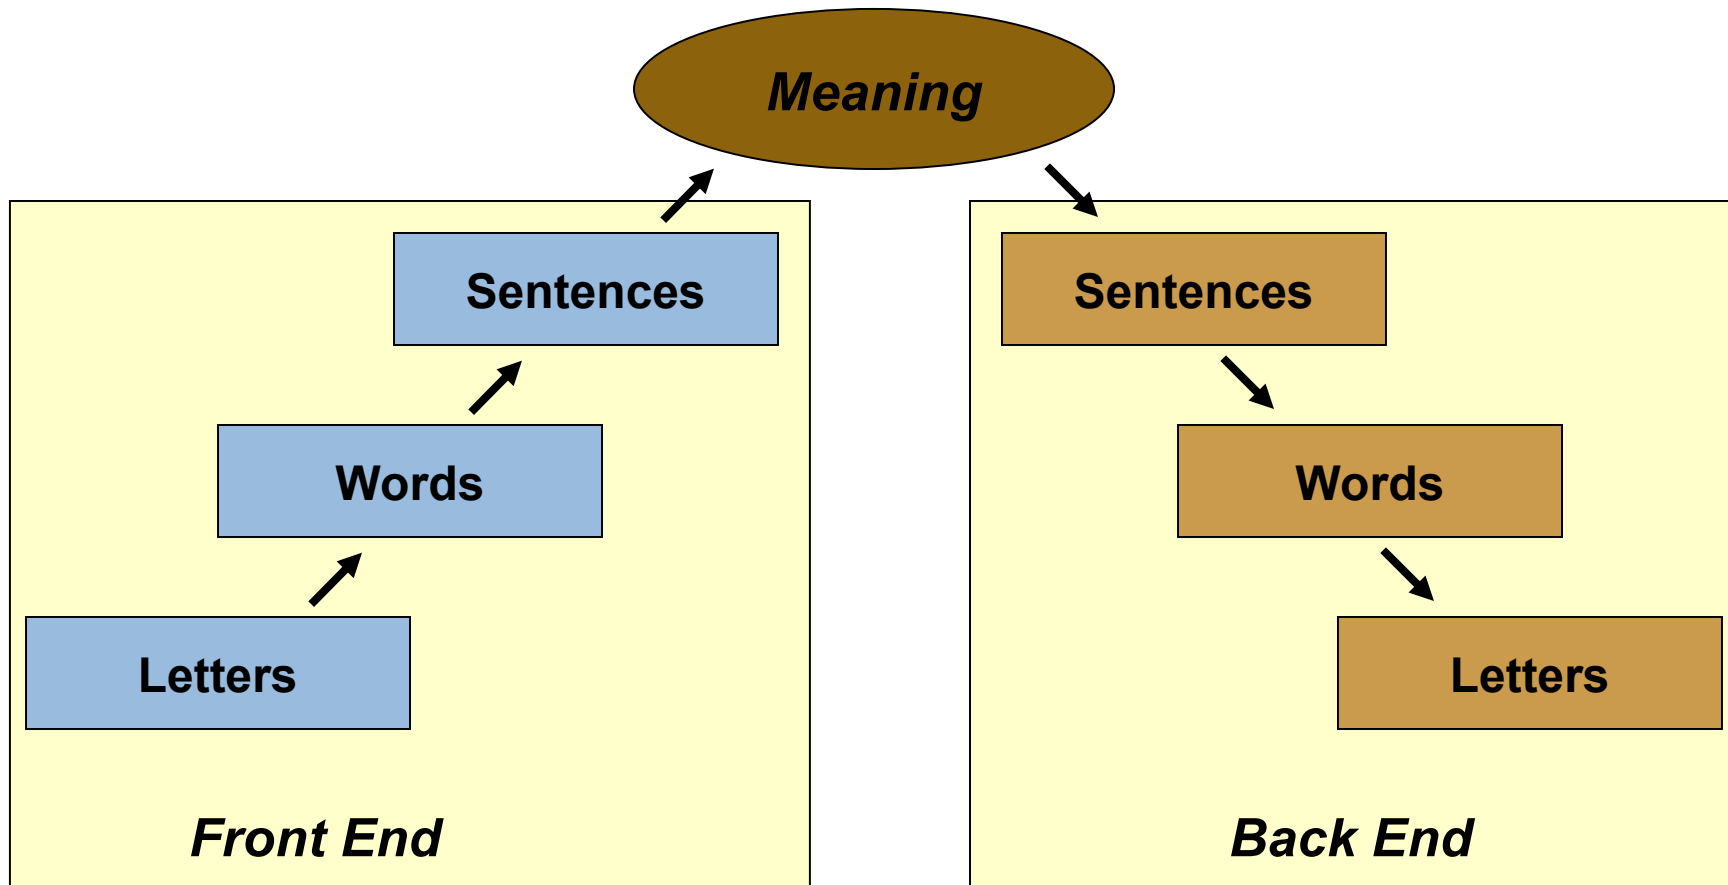 Meaning
Sentences
Words
Letters
Front End
Sentences
Words
Letters
Back End